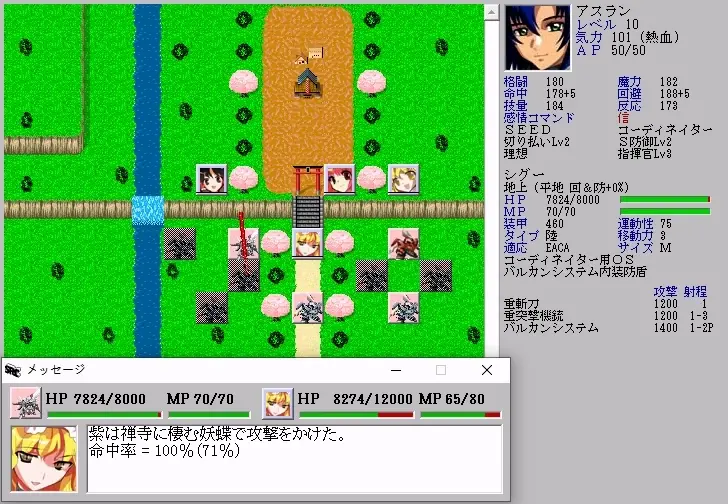 アスラン
レベル 10
気力 101 (熱血)
ＡＰ 50/50
格闘 180 魔力 182
命中 178+5 回避 188+5
技量 184 反応 173
感情コマンド 信
ＳＥＥＤ コーディネイター
切り払いLv2 Ｓ防御Lv2
理想 指揮官Lv3
シグー
地上 (平地 回＆防+0%)
HP 7824/8000
MP 70/70
装甲 460 運動性 75
タイプ 陸 移動力 3
適応 EACA サイズ M
コーディネイター用ＯＳ
バルカンシステム内装防盾
攻撃 射程
重斬刀 1200 1
重突撃機銃 1200 1-3
バルカンシステム 1400 1-2P
メッセージ
HP 7824/8000 MP 70/70 HP 8274/12000 MP 65/80
紫は禅寺に棲む妖蝶で攻撃をかけた。
命中率 = 100%(71%)